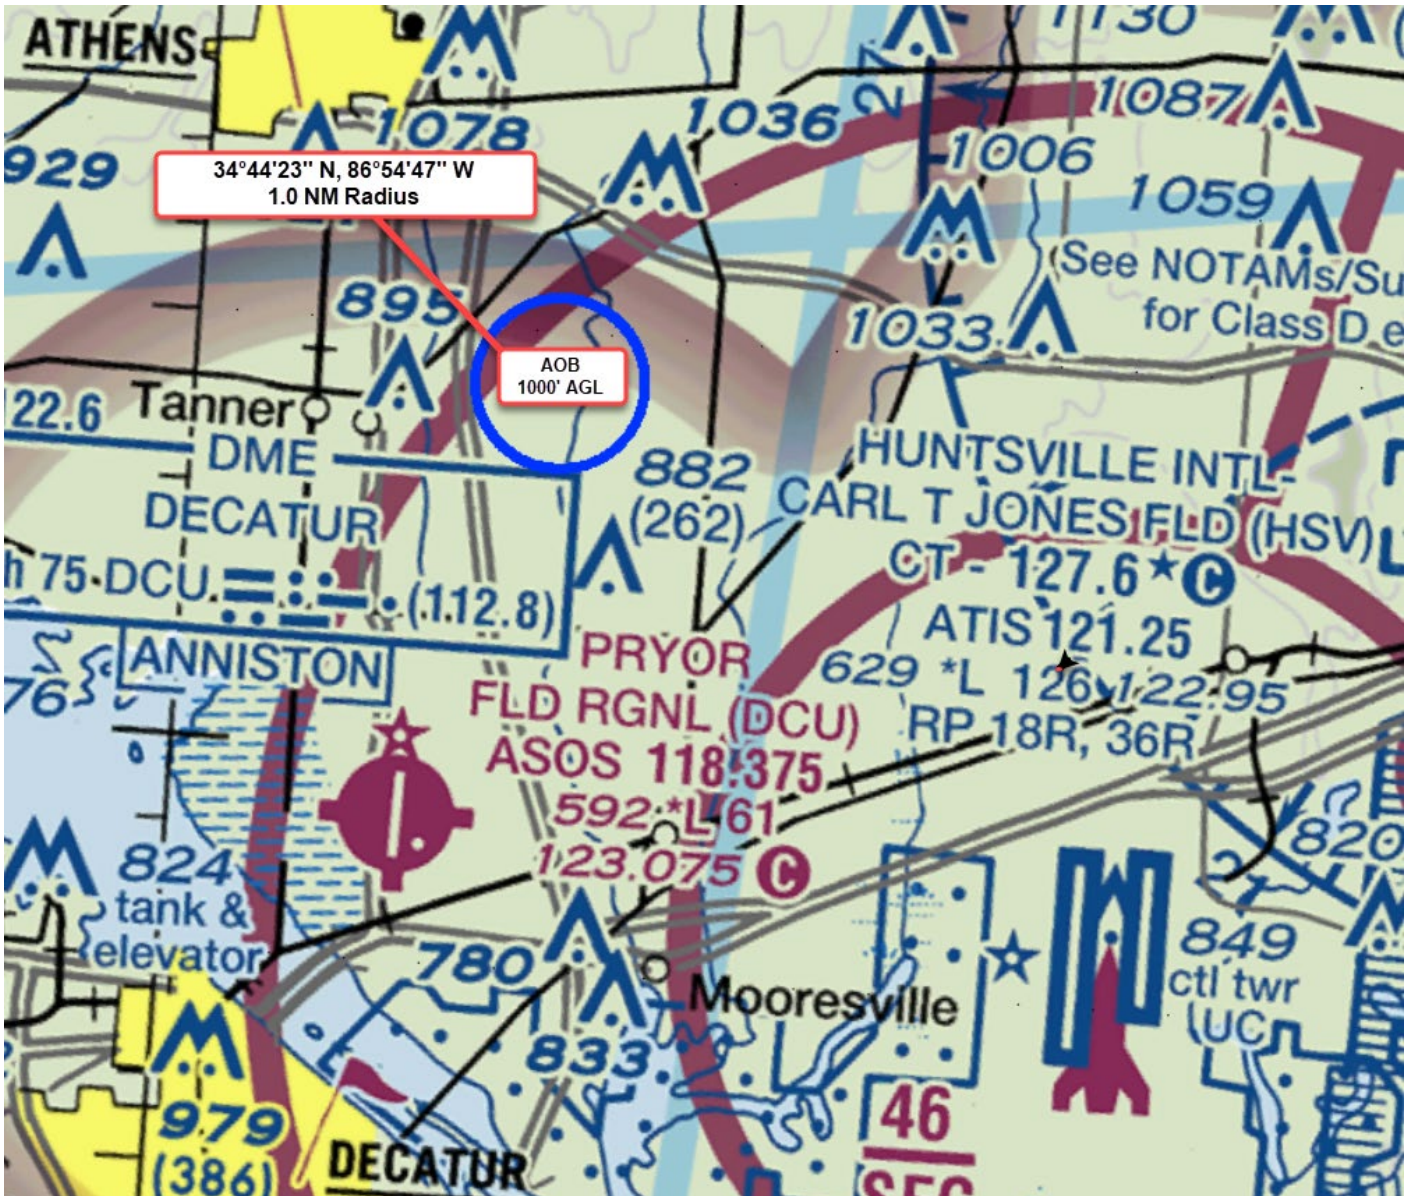 ATHENS
1130
27
1087
1078
1036
1006
929
34°44'23" N, 86°54'47" W
1.0 NM Radius
1059
See NOTAMs/Su
for Class D e
895
1033
AOB
1000' AGL
122.6
Tanner
DME
DECATUR
882
(262)
HUNTSVILLE INTL-
CARL T JONES FLD (HSV)
CT - 127.6 * C
h 75 DCU (112.8)
ATIS 121.25
629 *L 126 122.95
RP 18R, 36R
ANNISTON
76
PRYOR
FLD RGNL (DCU)
ASOS 118.375
592 *L 61
123.075 C
824
tank &
elevator
820
849
ctl twr
UC
780
Mooresville
833
979
(386)
DECATUR
46
SFC